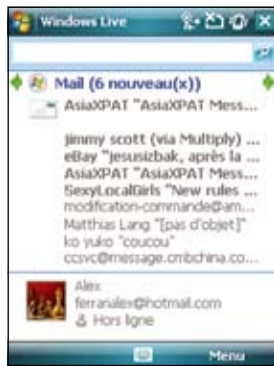 Windows Live
Mail (6 nouveau(x))
AsiaXPAT "AsiaXPAT Mess...
jimmy scott (via Multiply)
eBay "jesusizbak, après la ...
AsiaXPAT "AsiaXPAT Mess...
SexyLocalGirls "New rules ...
modification-commande@am...
Matthias Lang "[pas d'objet]"
ko yuko "coucou"
ccsvc@message.cmbchina.co...
Alex
ferranalex@hotmail.com
Hors ligne
Menu